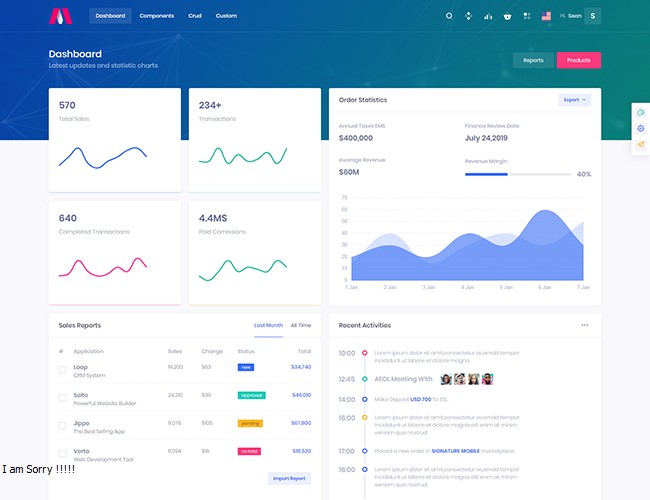 Dashboard Components Crud Custom
Hi, Sean S
Dashboard
Latest updates and statistic charts
Reports Products
570
Total Sales
234+
Transactions
640
Completed Transactions
4.4M$
Paid Comissions
Order Statistics
Export
Annual Taxes EMS
$400,000
Finance Review Date
July 24,2019
Avarage Revenue
$60M
Revenue Margin
40%
70
60
50
40
30
20
10
0
1 Jan 2 Jan 3 Jan 4 Jan 5 Jan 6 Jan 7 Jan
Sales Reports
Last Month All Time
# Application Sales Change Status Total
Loop
CRM System
19,200 $63 new $34,740
Selto
Powerful Website Builder
24,310 $39 approved $46,010
Jippo
The Best Selling App
9,076 $105 pending $67,800
Verto
Web Development Tool
11,094 $16 on hold $18,520
Import Report
Recent Activities
10:00 Lorem ipsum dolor sit amit,consectetur eiusmdd tempor
incididunt ut labore et dolore magna
12:45 AEOL Meeting With
14:00 Make Deposit USD 700 To ESL
16:00 Lorem ipsum dolor sit amit,consectetur eiusmdd tempor
incididunt ut labore et dolore magna elit enim at minim
veniam quis nostrud
17:00 Placed a new order in SIGNATURE MOBILE marketplace
16:00 Lorem ipsum dolor sit amit,consectetur eiusmdd tempor
incididunt ut labore et dolore magna elit enim at minim
veniam quis nostrud
I am Sorry !!!!!